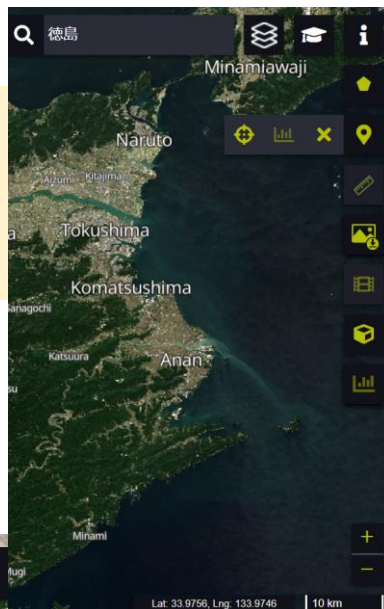 徳島
Minamiawaji
Naruto
Aizumi
Kitajima
Tokushima
Komatsushima
Sanagochi
Katsuura
Anan
Minami
Mugi
Lat: 33.9756, Lng: 133.9746
10 km